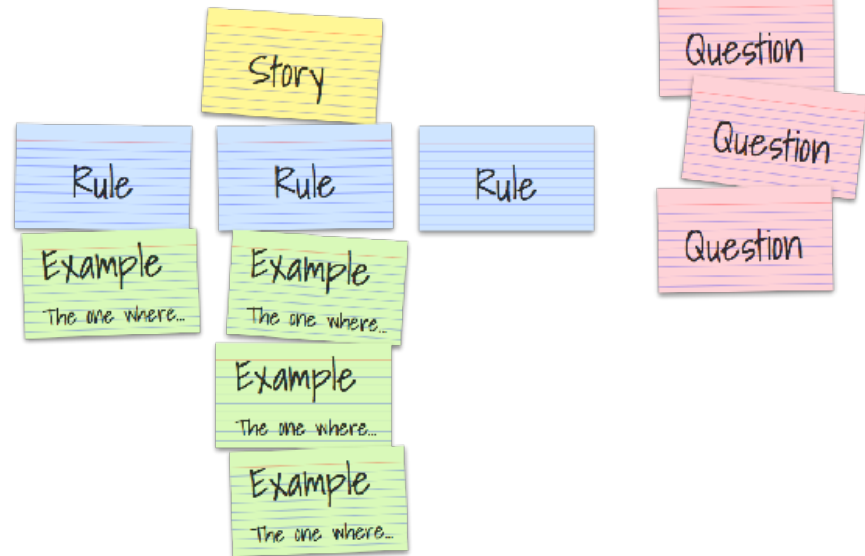 Story
Question
Question
Question
Rule
Rule
Rule
Example
The one where...
Example
The one where...
Example
The one where...
Example
The one where...